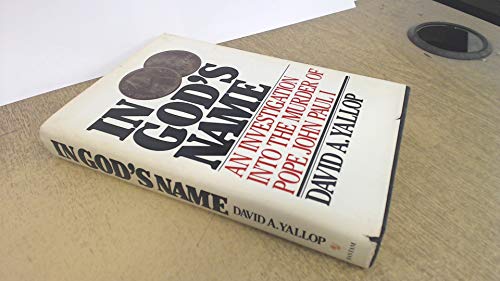 IN
GOD'S
NAME
AN INVESTIGATION
INTO THE MURDER OF
POPE JOHN PAUL I
DAVID A. YALLOP
IN GOD'S NAME
DAVID A. YALLOP
BANTAM